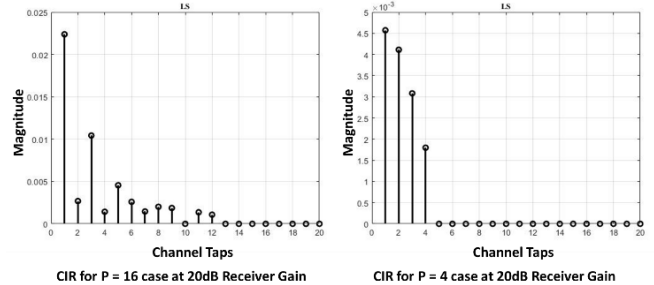 LS
0.025
0.02
0.015
0.01
0.005
0
Magnitude
0 2 4 6 8 10 12 14 16 18 20
Channel Taps
CIR for P = 16 case at 20dB Receiver Gain
LS
× 10⁻³
5
4.5
4
3.5
3
2.5
2
1.5
1
0.5
0
Magnitude
0 2 4 6 8 10 12 14 16 18 20
Channel Taps
CIR for P = 4 case at 20dB Receiver Gain